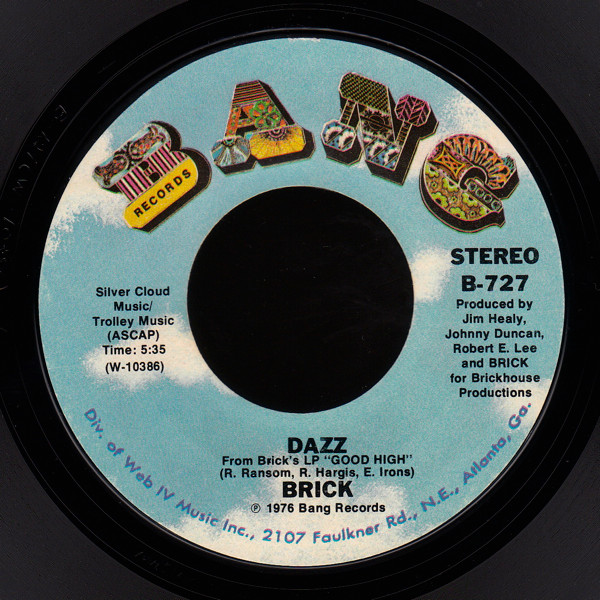 BANG
RECORDS
STEREO
B-727
Silver Cloud
Music/
Trolley Music
(ASCAP)
Time: 5:35
(W-10386)
Produced by
Jim Healy,
Johnny Duncan,
Robert E. Lee
and BRICK
for Brickhouse
Productions
DAZZ
From Brick's LP "GOOD HIGH"
(R. Ransom, R. Hargis, E. Irons)
BRICK
℗ 1976 Bang Records
Div. of Web IV Music Inc., 2107 Faulkner Rd., N.E., Atlanta, Ga.